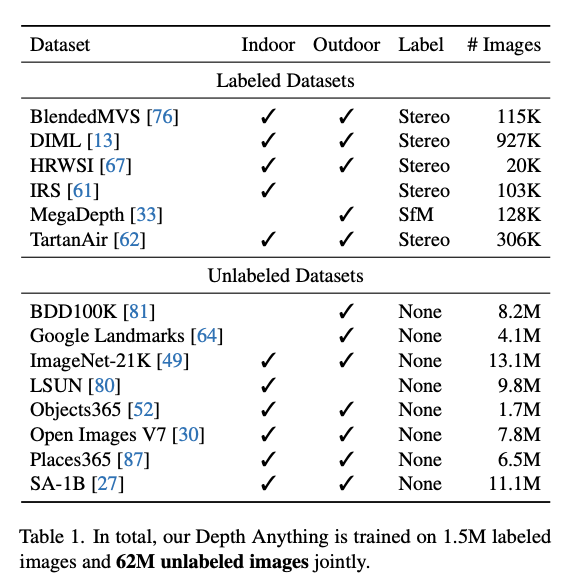 Dataset Indoor Outdoor Label # Images
Labeled Datasets
BlendedMVS [76] ✓ ✓ Stereo 115K
DIML [13] ✓ ✓ Stereo 927K
HRWSI [67] ✓ ✓ Stereo 20K
IRS [61] ✓ Stereo 103K
MegaDepth [33] ✓ SfM 128K
TartanAir [62] ✓ ✓ Stereo 306K
Unlabeled Datasets
BDD100K [81] ✓ None 8.2M
Google Landmarks [64] ✓ None 4.1M
ImageNet-21K [49] ✓ ✓ None 13.1M
LSUN [80] ✓ None 9.8M
Objects365 [52] ✓ ✓ None 1.7M
Open Images V7 [30] ✓ ✓ None 7.8M
Places365 [87] ✓ ✓ None 6.5M
SA-1B [27] ✓ ✓ None 11.1M
Table 1. In total, our Depth Anything is trained on 1.5M labeled
images and 62M unlabeled images jointly.